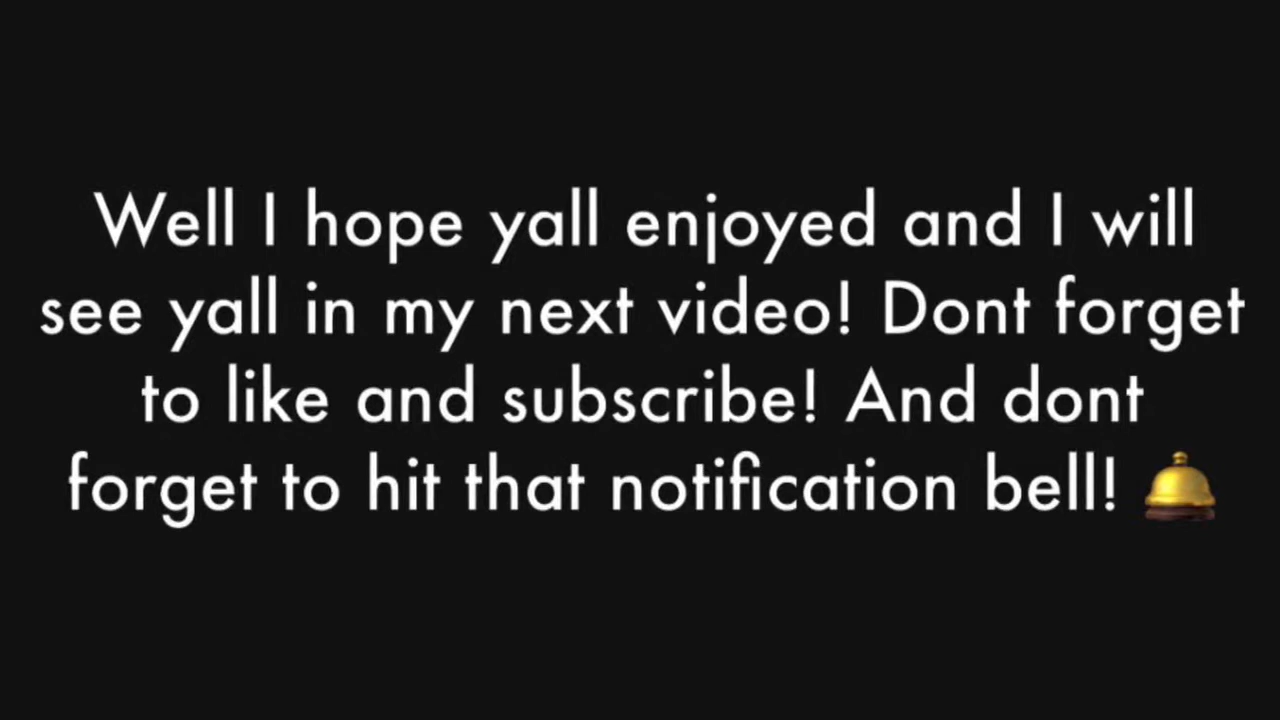 Well I hope yall enjoyed and I will
see yall in my next video! Dont forget
to like and subscribe! And dont
forget to hit that notification bell! 🛎